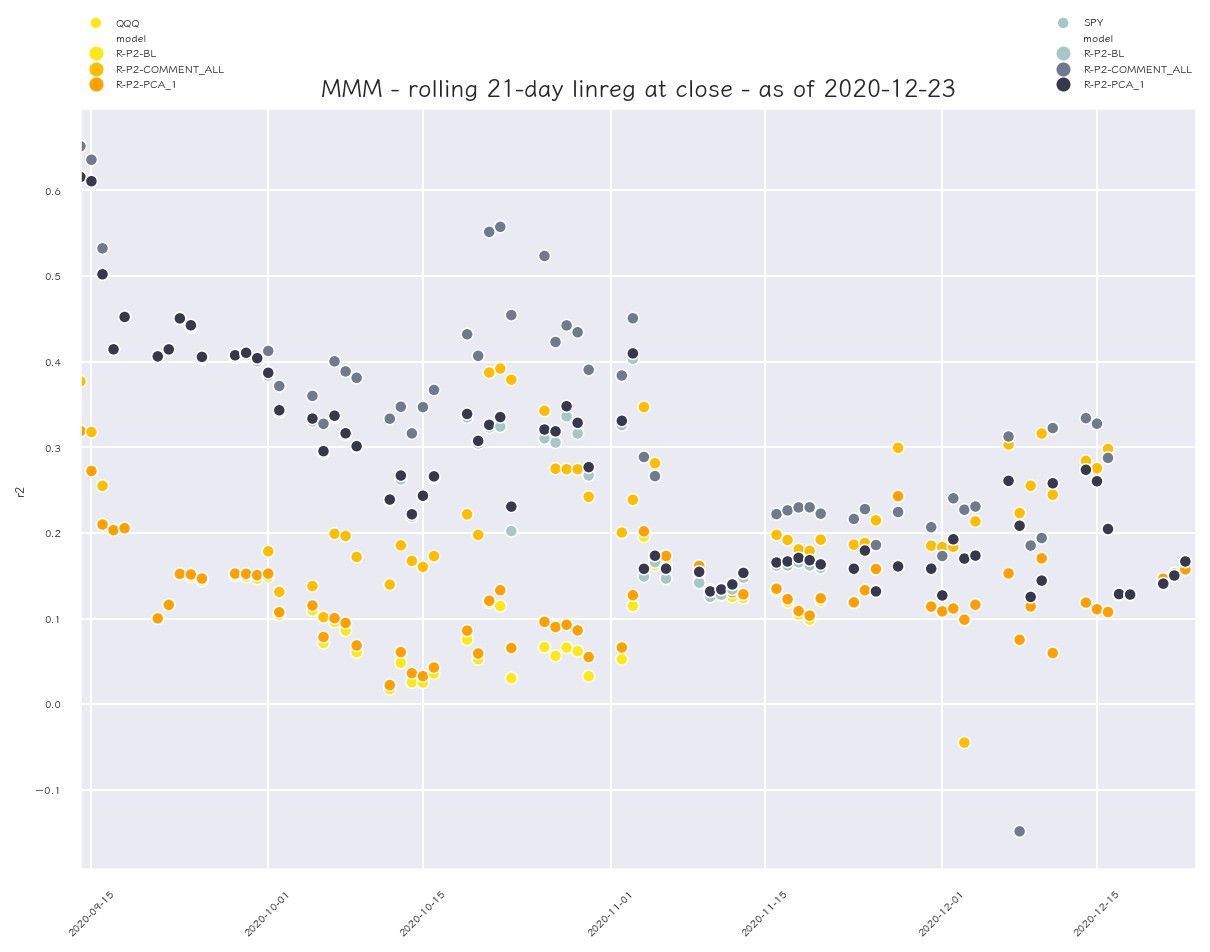 QQQ
model
R-P2-BL
R-P2-COMMENT_ALL
R-P2-PCA_1
SPY
model
R-P2-BL
R-P2-COMMENT_ALL
R-P2-PCA_1
MMM - rolling 21-day linreg at close - as of 2020-12-23
0.6
0.5
0.4
0.3
0.2
0.1
0.0
−0.1
r2
2020-09-15
2020-10-01
2020-10-15
2020-11-01
2020-11-15
2020-12-01
2020-12-15